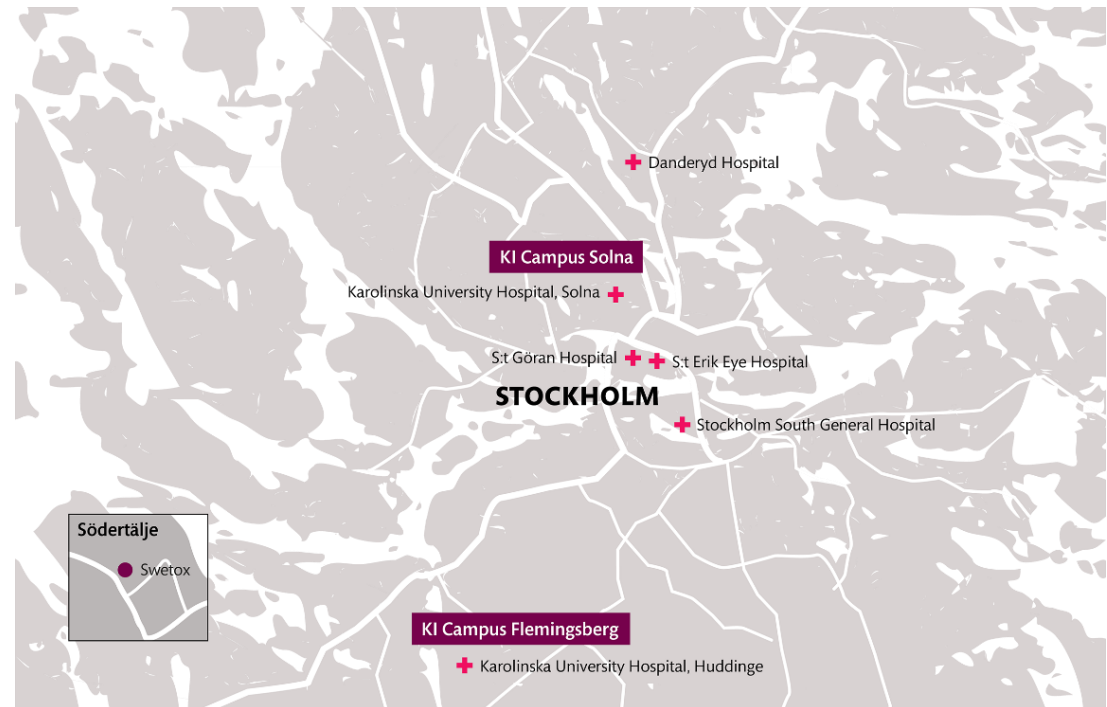 Danderyd Hospital
KI Campus Solna
Karolinska University Hospital, Solna
S:t Göran Hospital
S:t Erik Eye Hospital
STOCKHOLM
Stockholm South General Hospital
Södertälje
Swetox
KI Campus Flemingsberg
Karolinska University Hospital, Huddinge